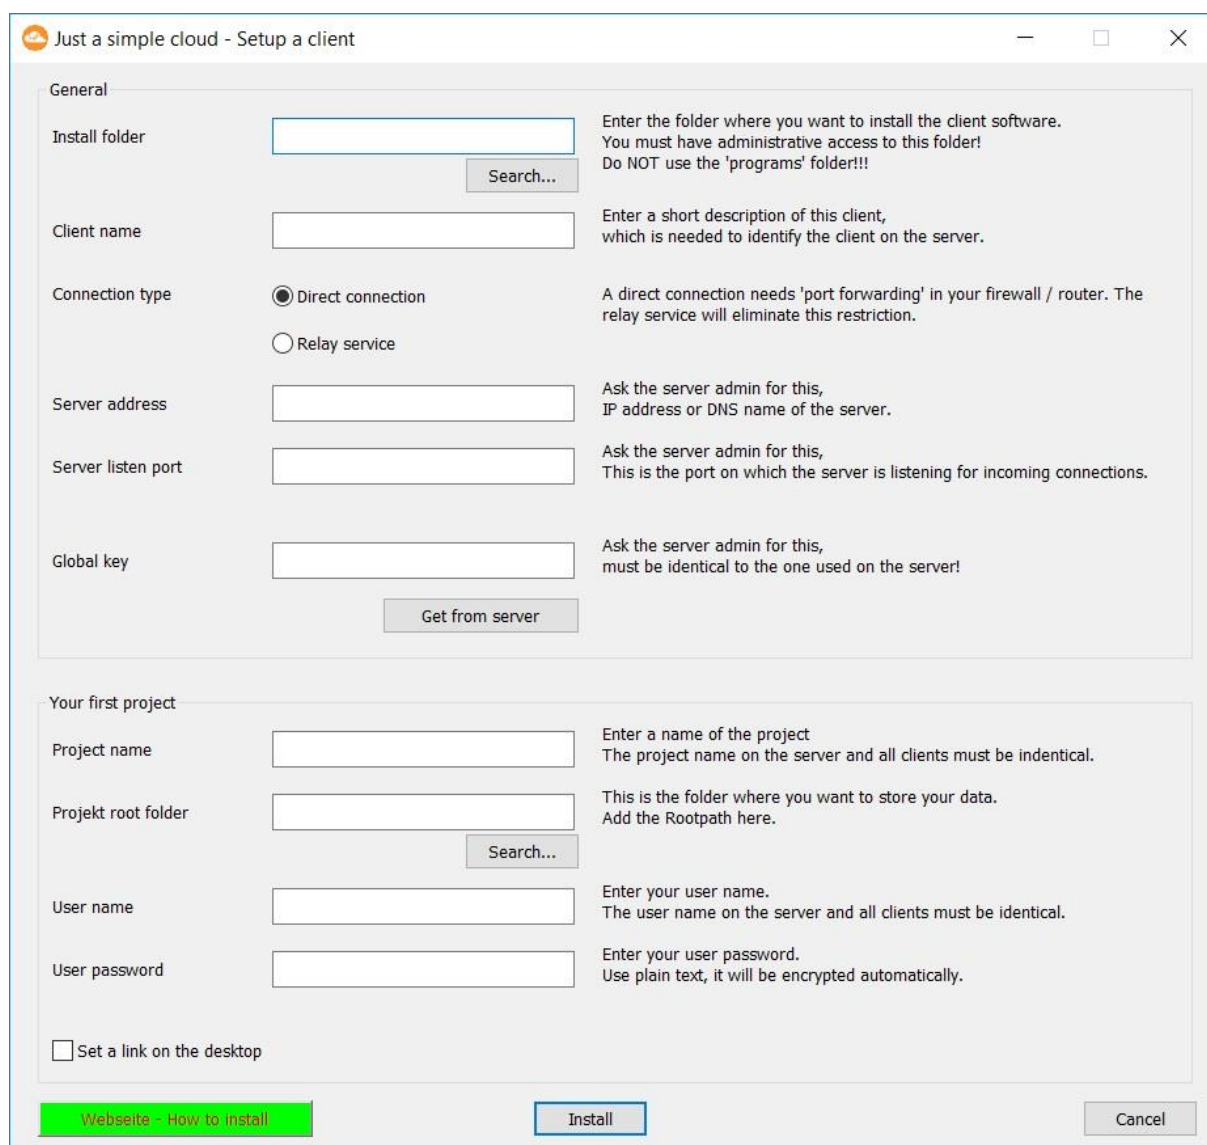 Just a simple cloud - Setup a client
General
Install folder
Enter the folder where you want to install the client software.
You must have administrative access to this folder!
Do NOT use the 'programs' folder!!!
Search...
Client name
Enter a short description of this client,
which is needed to identify the client on the server.
Connection type
Direct connection
A direct connection needs 'port forwarding' in your firewall / router. The
relay service will eliminate this restriction.
Relay service
Server address
Ask the server admin for this,
IP address or DNS name of the server.
Server listen port
Ask the server admin for this,
This is the port on which the server is listening for incoming connections.
Global key
Ask the server admin for this,
must be identical to the one used on the server!
Get from server
Your first project
Project name
Enter a name of the project
The project name on the server and all clients must be indentical.
Projekt root folder
This is the folder where you want to store your data.
Add the Rootpath here.
Search...
User name
Enter your user name.
The user name on the server and all clients must be identical.
User password
Enter your user password.
Use plain text, it will be encrypted automatically.
Set a link on the desktop
Webseite - How to install
Install
Cancel